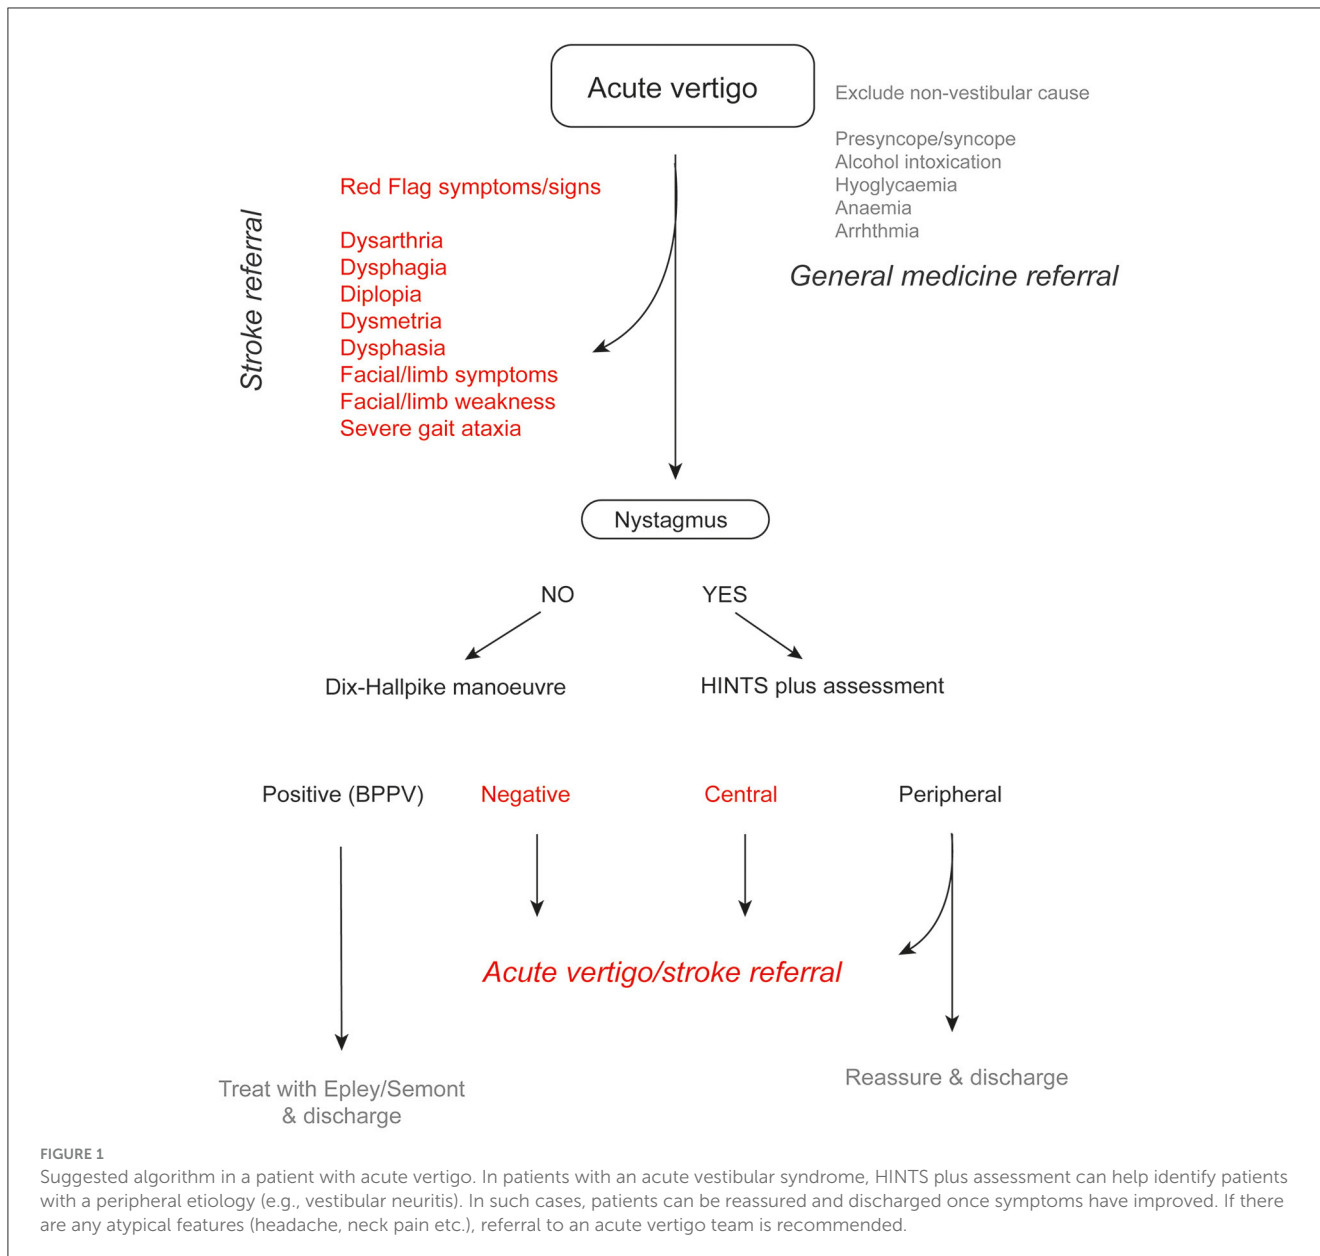 Acute vertigo
Exclude non-vestibular cause
Presyncope/syncope
Alcohol intoxication
Hyoglycaemia
Anaemia
Arrhthmia
General medicine referral
Stroke referral
Red Flag symptoms/signs
Dysarthria
Dysphagia
Diplopia
Dysmetria
Dysphasia
Facial/limb symptoms
Facial/limb weakness
Severe gait ataxia
Nystagmus
NO
YES
Dix-Hallpike manoeuvre
HINTS plus assessment
Positive (BPPV)
Negative
Central
Peripheral
Acute vertigo/stroke referral
Treat with Epley/Semont
& discharge
Reassure & discharge
FIGURE 1
Suggested algorithm in a patient with acute vertigo. In patients with an acute vestibular syndrome, HINTS plus assessment can help identify patients
with a peripheral etiology (e.g., vestibular neuritis). In such cases, patients can be reassured and discharged once symptoms have improved. If there
are any atypical features (headache, neck pain etc.), referral to an acute vertigo team is recommended.